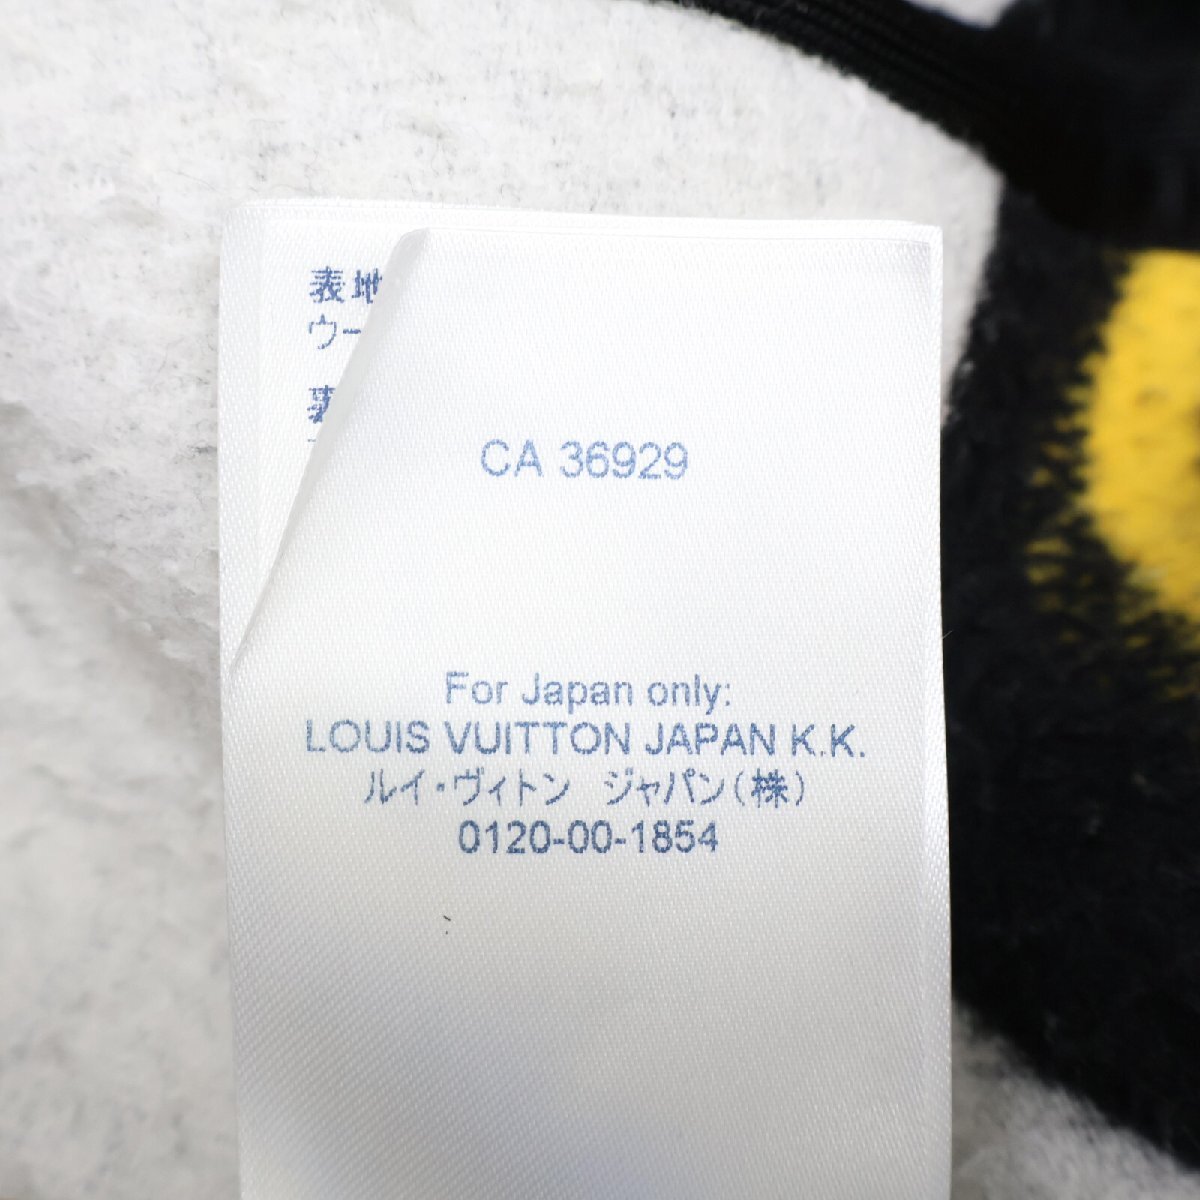 表地
ウー
CA 36929
For Japan only:
LOUIS VUITTON JAPAN K.K.
ルイ・ヴィトン ジャパン(株)
0120-00-1854